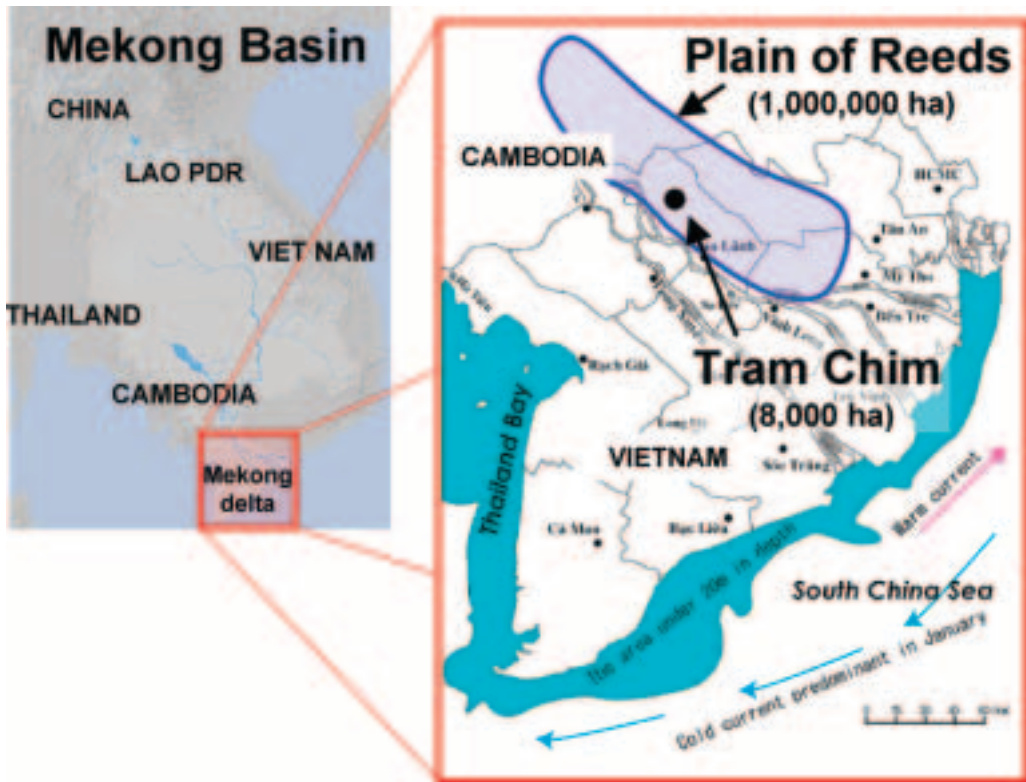 Mekong Basin
CHINA
LAO PDR
VIET NAM
THAILAND
CAMBODIA
Mekong
delta
Plain of Reeds
(1,000,000 ha)
CAMBODIA
HCMC
Tân An
Mỹ Tho
Bến Tre
Vĩnh Long
Rạch Giá
Tram Chim
(8,000 ha)
VIETNAM
Sóc Trăng
Cà Mau
Bạc Liêu
Thailand Bay
The area under 20m in depth
Warm current
South China Sea
Cold current predominant in January